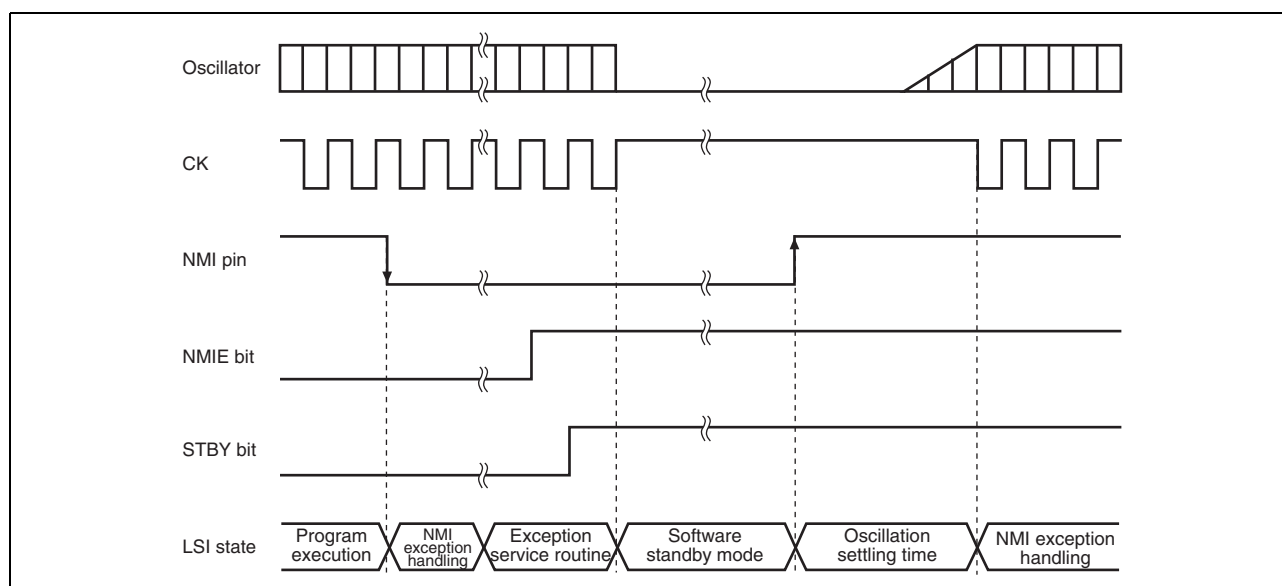 Oscillator
CK
NMI pin
NMIE bit
STBY bit
LSI state
Program
execution
NMI
exception
handling
Exception
service routine
Software
standby mode
Oscillation
settling time
NMI exception
handling